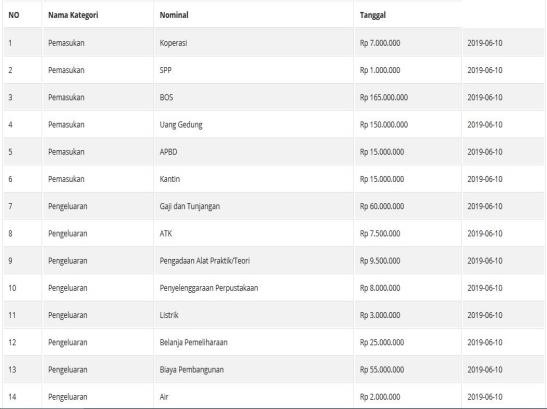 NO Nama Kategori Nominal Tanggal
1 Pemasukan Koperasi Rp 7.000.000 2019-06-10
2 Pemasukan SPP Rp 1.000.000 2019-06-10
3 Pemasukan BOS Rp 165.000.000 2019-06-10
4 Pemasukan Uang Gedung Rp 150.000.000 2019-06-10
5 Pemasukan APBD Rp 15.000.000 2019-06-10
6 Pemasukan Kantin Rp 15.000.000 2019-06-10
7 Pengeluaran Gaji dan Tunjangan Rp 60.000.000 2019-06-10
8 Pengeluaran ATK Rp 7.500.000 2019-06-10
9 Pengeluaran Pengadaan Alat Praktik/Teori Rp 9.500.000 2019-06-10
10 Pengeluaran Penyelenggaraan Perpustakaan Rp 8.000.000 2019-06-10
11 Pengeluaran Listrik Rp 3.000.000 2019-06-10
12 Pengeluaran Belanja Pemeliharaan Rp 25.000.000 2019-06-10
13 Pengeluaran Biaya Pembangunan Rp 55.000.000 2019-06-10
14 Pengeluaran Air Rp 2.000.000 2019-06-10